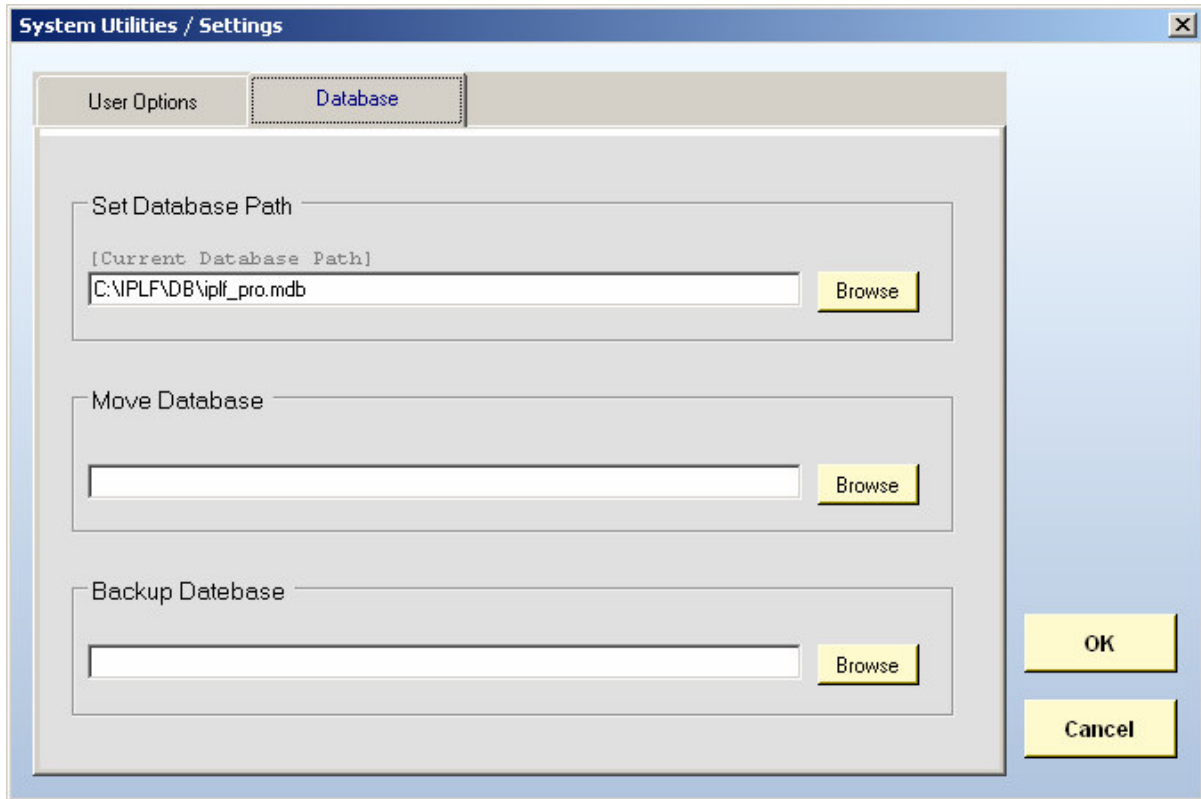 System Utilities / Settings
User Options
Database
Set Database Path
[Current Database Path]
C:\IPLF\DB\iplf_pro.mdb
Browse
Move Database
Browse
Backup Datebase
Browse
OK
Cancel